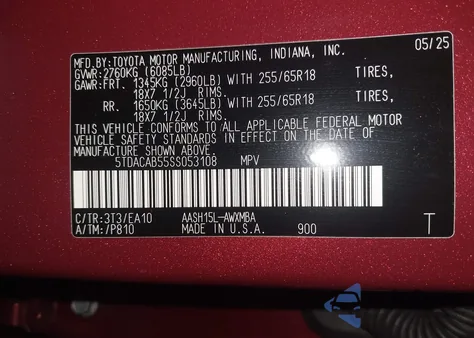 MFD.BY:TOYOTA MOTOR MANUFACTURING, INDIANA, INC. 05/25
GVWR:2760KG (6085LB)
GAWR:FRT. 1345KG (2960LB) WITH 255/65R18 TIRES,
18X7 1/2J RIMS.
RR. 1650KG (3645LB) WITH 255/65R18 TIRES,
18X7 1/2J RIMS.
THIS VEHICLE CONFORMS TO ALL APPLICABLE FEDERAL MOTOR
VEHICLE SAFETY STANDARDS IN EFFECT ON THE DATE OF
MANUFACTURE SHOWN ABOVE.
5TDACAB55SS053108 MPV
C/TR:3T3/EA10 AASH15L-AWXMBA
A/TM:/P810 MADE IN U.S.A. 900 T